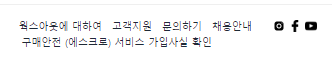 웍스아웃에 대하여 고객지원 문의하기 채용안내
구매안전 (에스크로) 서비스 가입사실 확인